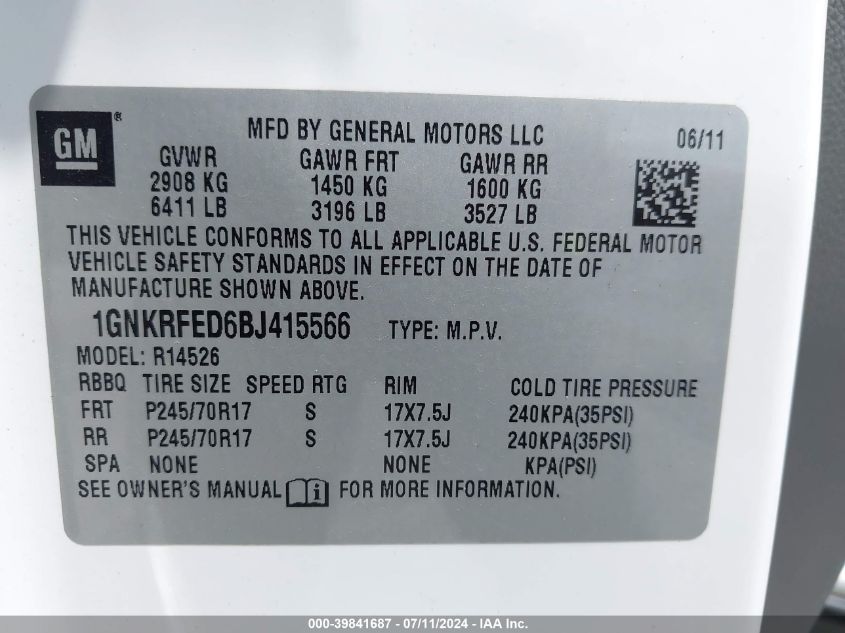 GM ® MFD BY GENERAL MOTORS LLC 06/11
GVWR GAWR FRT GAWR RR
2908 KG 1450 KG 1600 KG
6411 LB 3196 LB 3527 LB
THIS VEHICLE CONFORMS TO ALL APPLICABLE U.S. FEDERAL MOTOR
VEHICLE SAFETY STANDARDS IN EFFECT ON THE DATE OF
MANUFACTURE SHOWN ABOVE.
1GNKRFED6BJ415566 TYPE: M.P.V.
MODEL: R14526
RBBQ TIRE SIZE SPEED RTG RIM COLD TIRE PRESSURE
FRT P245/70R17 S 17X7.5J 240KPA(35PSI)
RR P245/70R17 S 17X7.5J 240KPA(35PSI)
SPA NONE NONE KPA(PSI)
SEE OWNER'S MANUAL i FOR MORE INFORMATION.
000-39841687 - 07/11/2024 - IAA Inc.